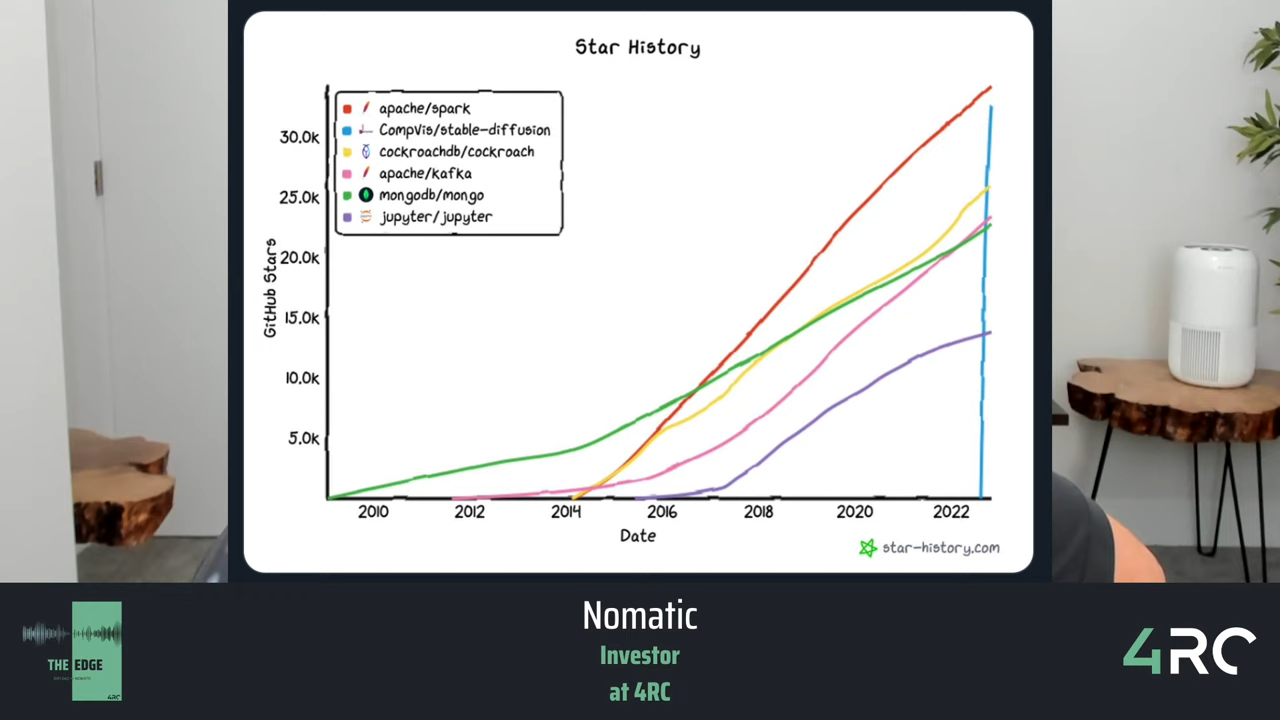 Star History
apache/spark
CompVis/stable-diffusion
cockroachdb/cockroach
apache/kafka
mongodb/mongo
jupyter/jupyter
GitHub Stars
30.0k
25.0k
20.0k
15.0k
10.0k
5.0k
2010 2012 2014 2016 2018 2020 2022
Date
star-history.com
THE EDGE
4RC
Nomatic
Investor
at 4RC
4RC